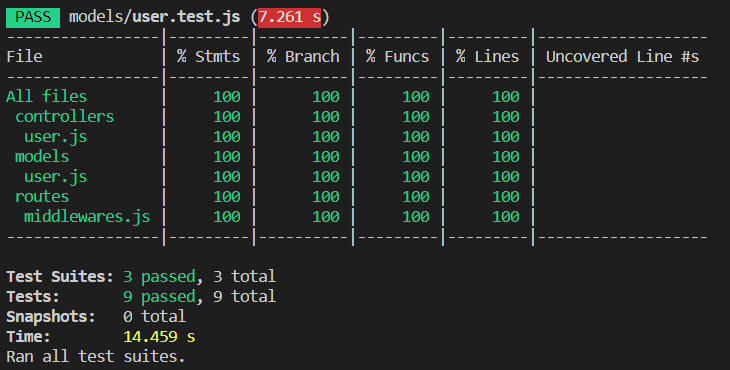 PASS models/user.test.js (7.261 s)
-----------------|---------|----------|---------|---------|-------------------
File             | % Stmts | % Branch | % Funcs | % Lines | Uncovered Line #s
-----------------|---------|----------|---------|---------|-------------------
All files        |     100 |      100 |     100 |     100 |
 controllers     |     100 |      100 |     100 |     100 |
  user.js        |     100 |      100 |     100 |     100 |
 models          |     100 |      100 |     100 |     100 |
  user.js        |     100 |      100 |     100 |     100 |
 routes          |     100 |      100 |     100 |     100 |
  middlewares.js |     100 |      100 |     100 |     100 |
-----------------|---------|----------|---------|---------|-------------------
Test Suites: 3 passed, 3 total
Tests:       9 passed, 9 total
Snapshots:   0 total
Time:        14.459 s
Ran all test suites.